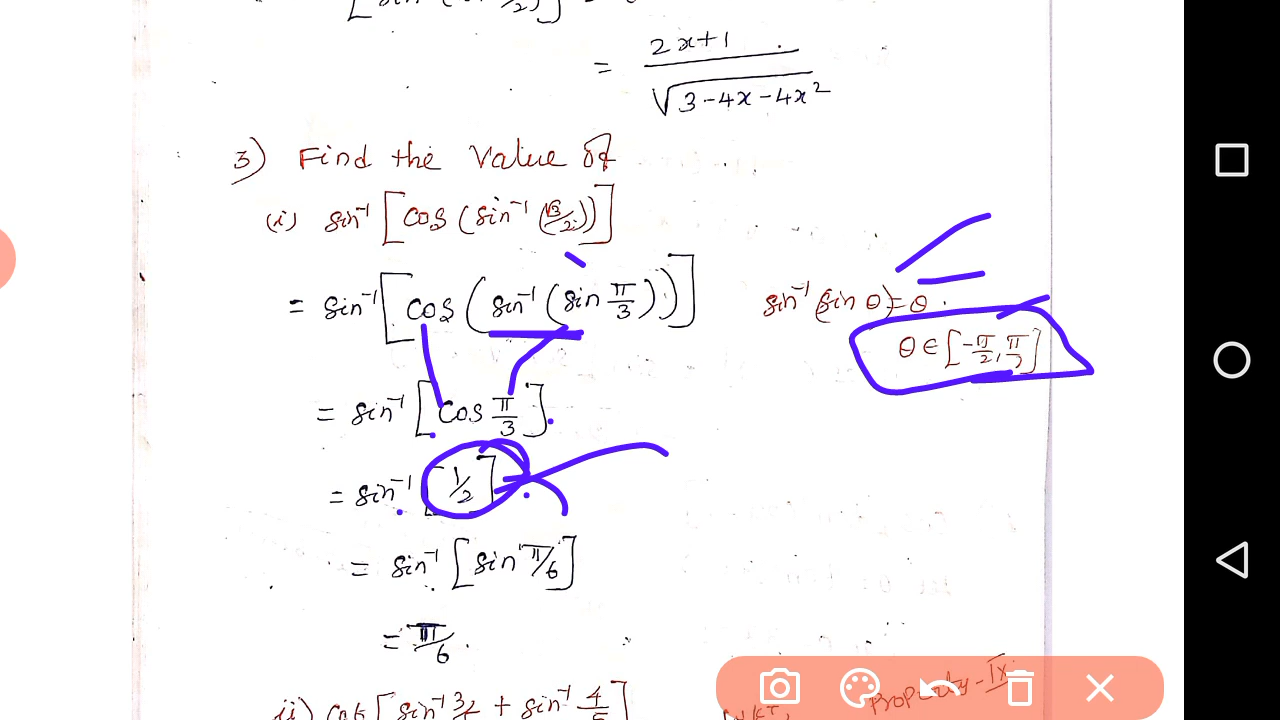 = 2x+1 / √(3-4x-4x²)
3) Find the Value of
(i) sin⁻¹ [cos (sin⁻¹ (√3/2))]
= sin⁻¹ [cos (sin⁻¹ (sin π/3))]
sin⁻¹ (sin θ) = θ.
θ ∈ [-π/2, π/2]
= sin⁻¹ [cos π/3].
= sin⁻¹ [1/2]
= sin⁻¹ [sin π/6]
= π/6.
ii) cos [sin⁻¹ 3/ + sin⁻¹ 4/5]
Property - IX